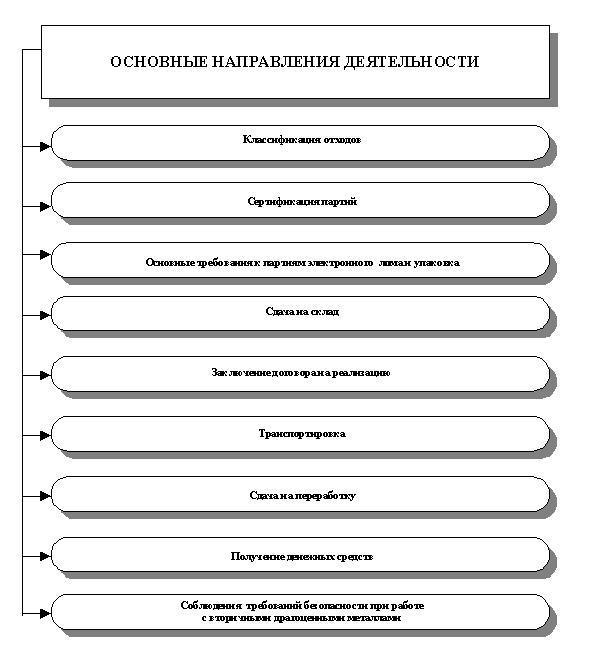 ОСНОВНЫЕ НАПРАВЛЕНИЯ ДЕЯТЕЛЬНОСТИ
Классификация отходов
Сертификация партий
Основные требования к партиям электронного лома и упаковка
Сдача на склад
Заключение договора на реализацию
Транспортировка
Сдача на переработку
Получение денежных средств
Соблюдения требований безопасности при работе
с вторичными драгоценными металлами